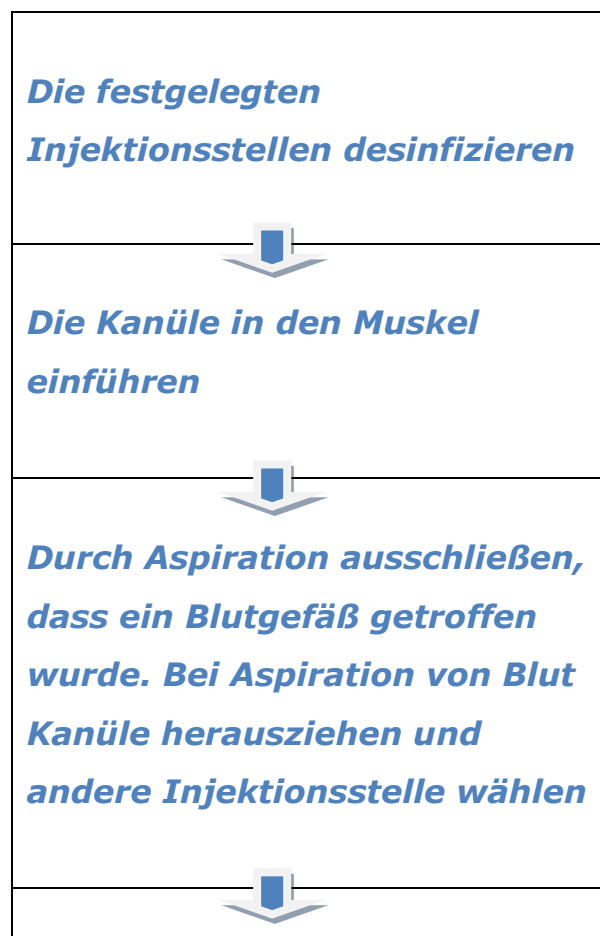 Die festgelegten
Injektionsstellen desinfizieren
Die Kanüle in den Muskel
einführen
Durch Aspiration ausschließen,
dass ein Blutgefäß getroffen
wurde. Bei Aspiration von Blut
Kanüle herausziehen und
andere Injektionsstelle wählen